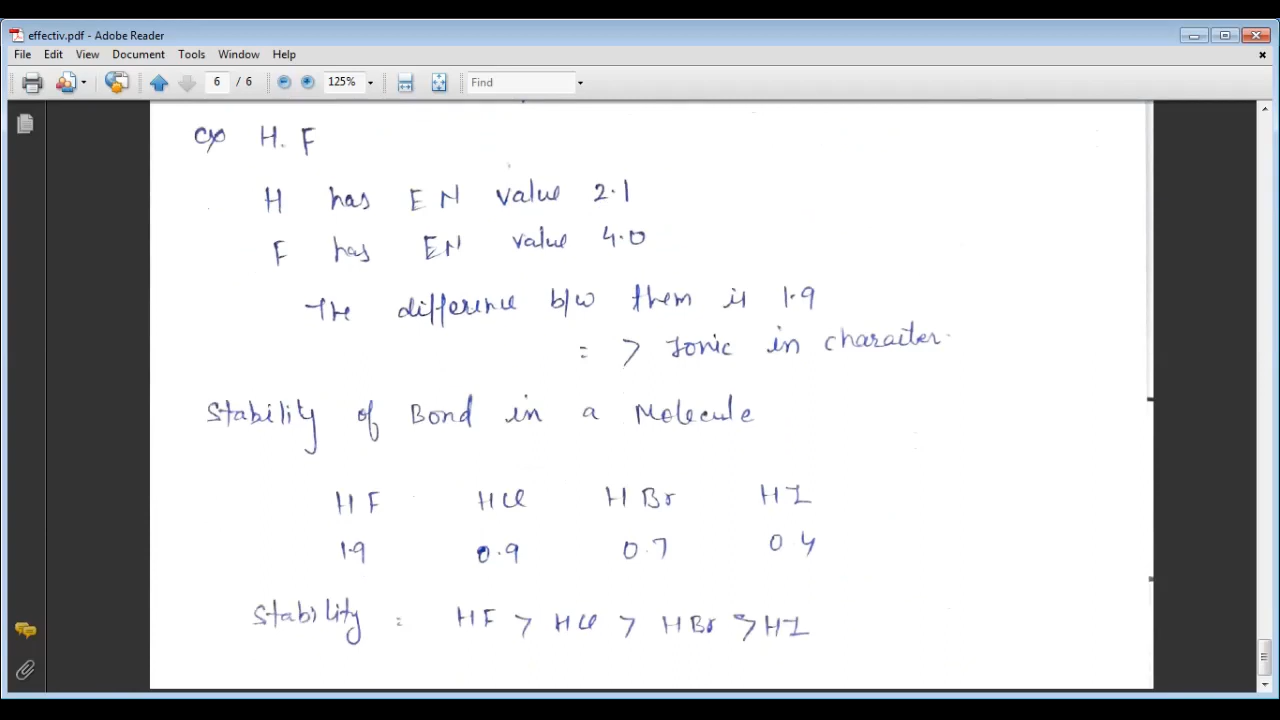 effectiv.pdf - Adobe Reader
File Edit View Document Tools Window Help
6 / 6 125% Find
H. F
H has EN value 2.1
F has EN value 4.0
The difference b/w them is 1.9
= > Ionic in charaiter.
Stability of Bond in a Molecule
HF HCl HBr HI
1.9 0.9 0.7 0 4
Stability = HF > HCl > HBr > HI